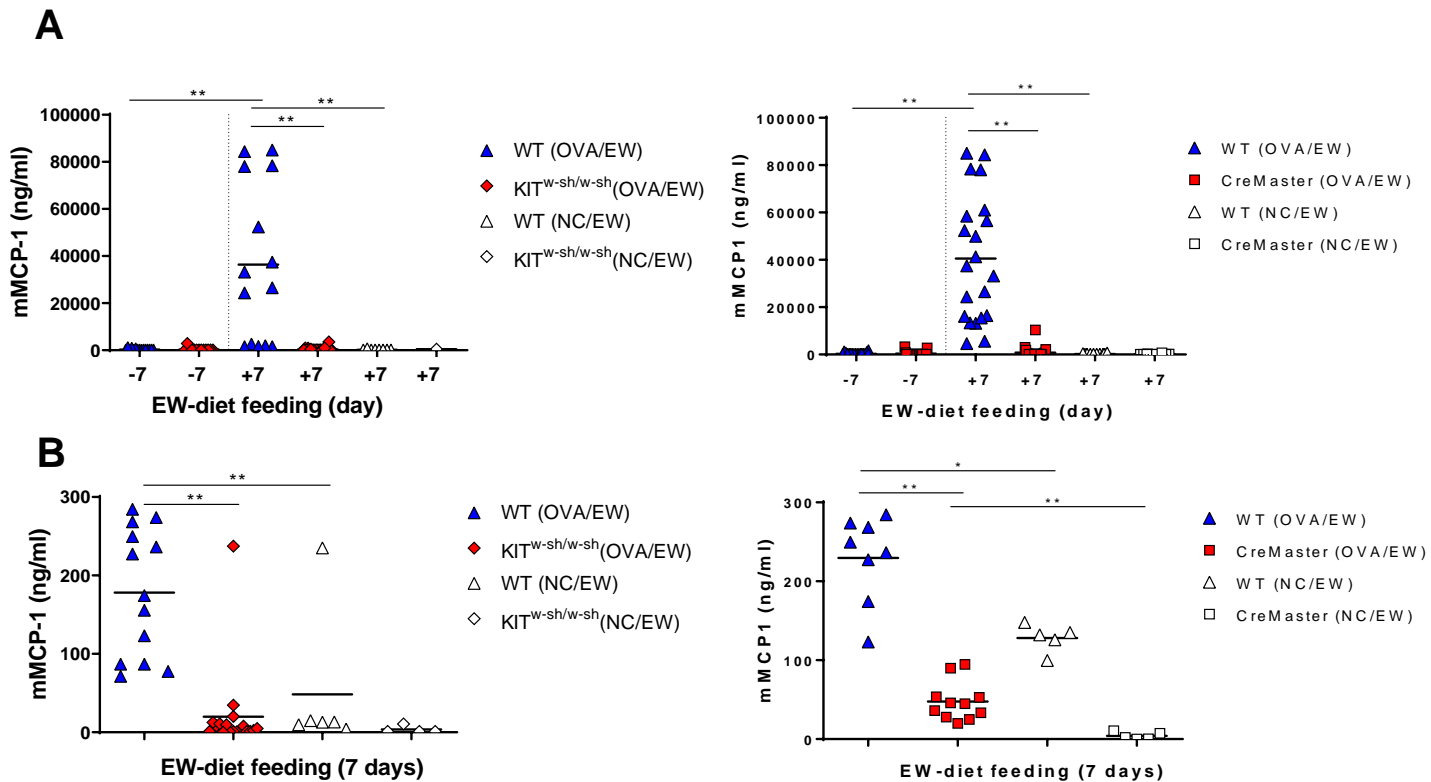 A
**
**
**
mMCP-1 (ng/ml)
100000
80000
60000
40000
20000
0
-7
-7
+7
+7
+7
+7
EW-diet feeding (day)
WT (OVA/EW)
KITw-sh/w-sh(OVA/EW)
WT (NC/EW)
KITw-sh/w-sh(NC/EW)
**
**
**
mMCP1 (ng/ml)
100000
80000
60000
40000
20000
0
-7
-7
+7
+7
+7
+7
EW-diet feeding (day)
WT (OVA/EW)
CreMaster (OVA/EW)
WT (NC/EW)
CreMaster (NC/EW)
B
**
**
mMCP-1 (ng/ml)
300
200
100
0
EW-diet feeding (7 days)
WT (OVA/EW)
KITw-sh/w-sh(OVA/EW)
WT (NC/EW)
KITw-sh/w-sh(NC/EW)
*
**
**
mMCP1 (ng/ml)
300
200
100
0
EW-diet feeding (7 days)
WT (OVA/EW)
CreMaster (OVA/EW)
WT (NC/EW)
CreMaster (NC/EW)